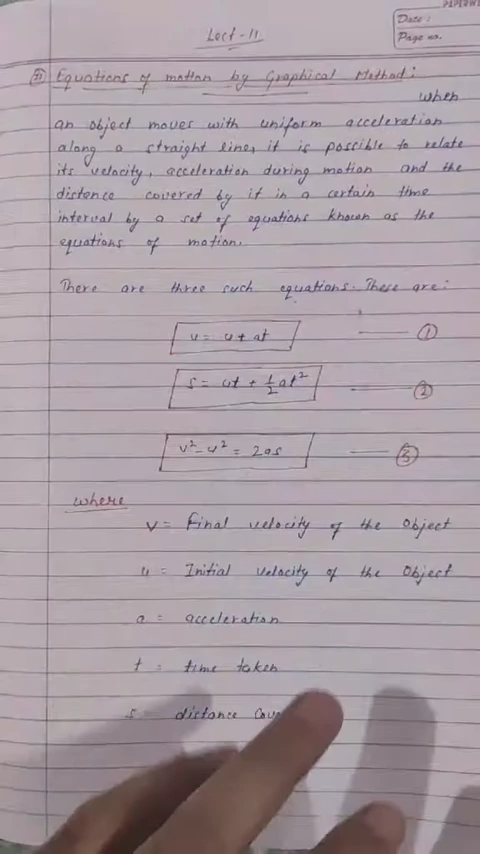 PAPERWO
Date :
Page no.
Lect - 11
Equations of motion by Graphical Method :
when
an object moves with uniform acceleration
along a straight line, it is possible to relate
its velocity, acceleration during motion and the
distance covered by it in a certain time
interval by a set of equations known as the
equations of motion.
There are three such equations. These are :
v = u + at ①
s = ut + ½at² ②
v² - u² = 2as ③
where
v = Final velocity of the Object
u = Initial velocity of the Object
a = acceleration
t = time taken
s distance cov